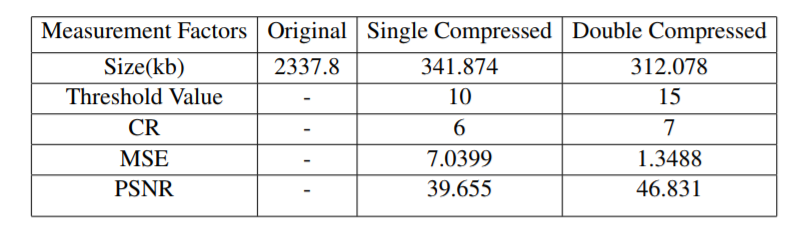 Measurement Factors Original Single Compressed Double Compressed
Size(kb) 2337.8 341.874 312.078
Threshold Value - 10 15
CR - 6 7
MSE - 7.0399 1.3488
PSNR - 39.655 46.831